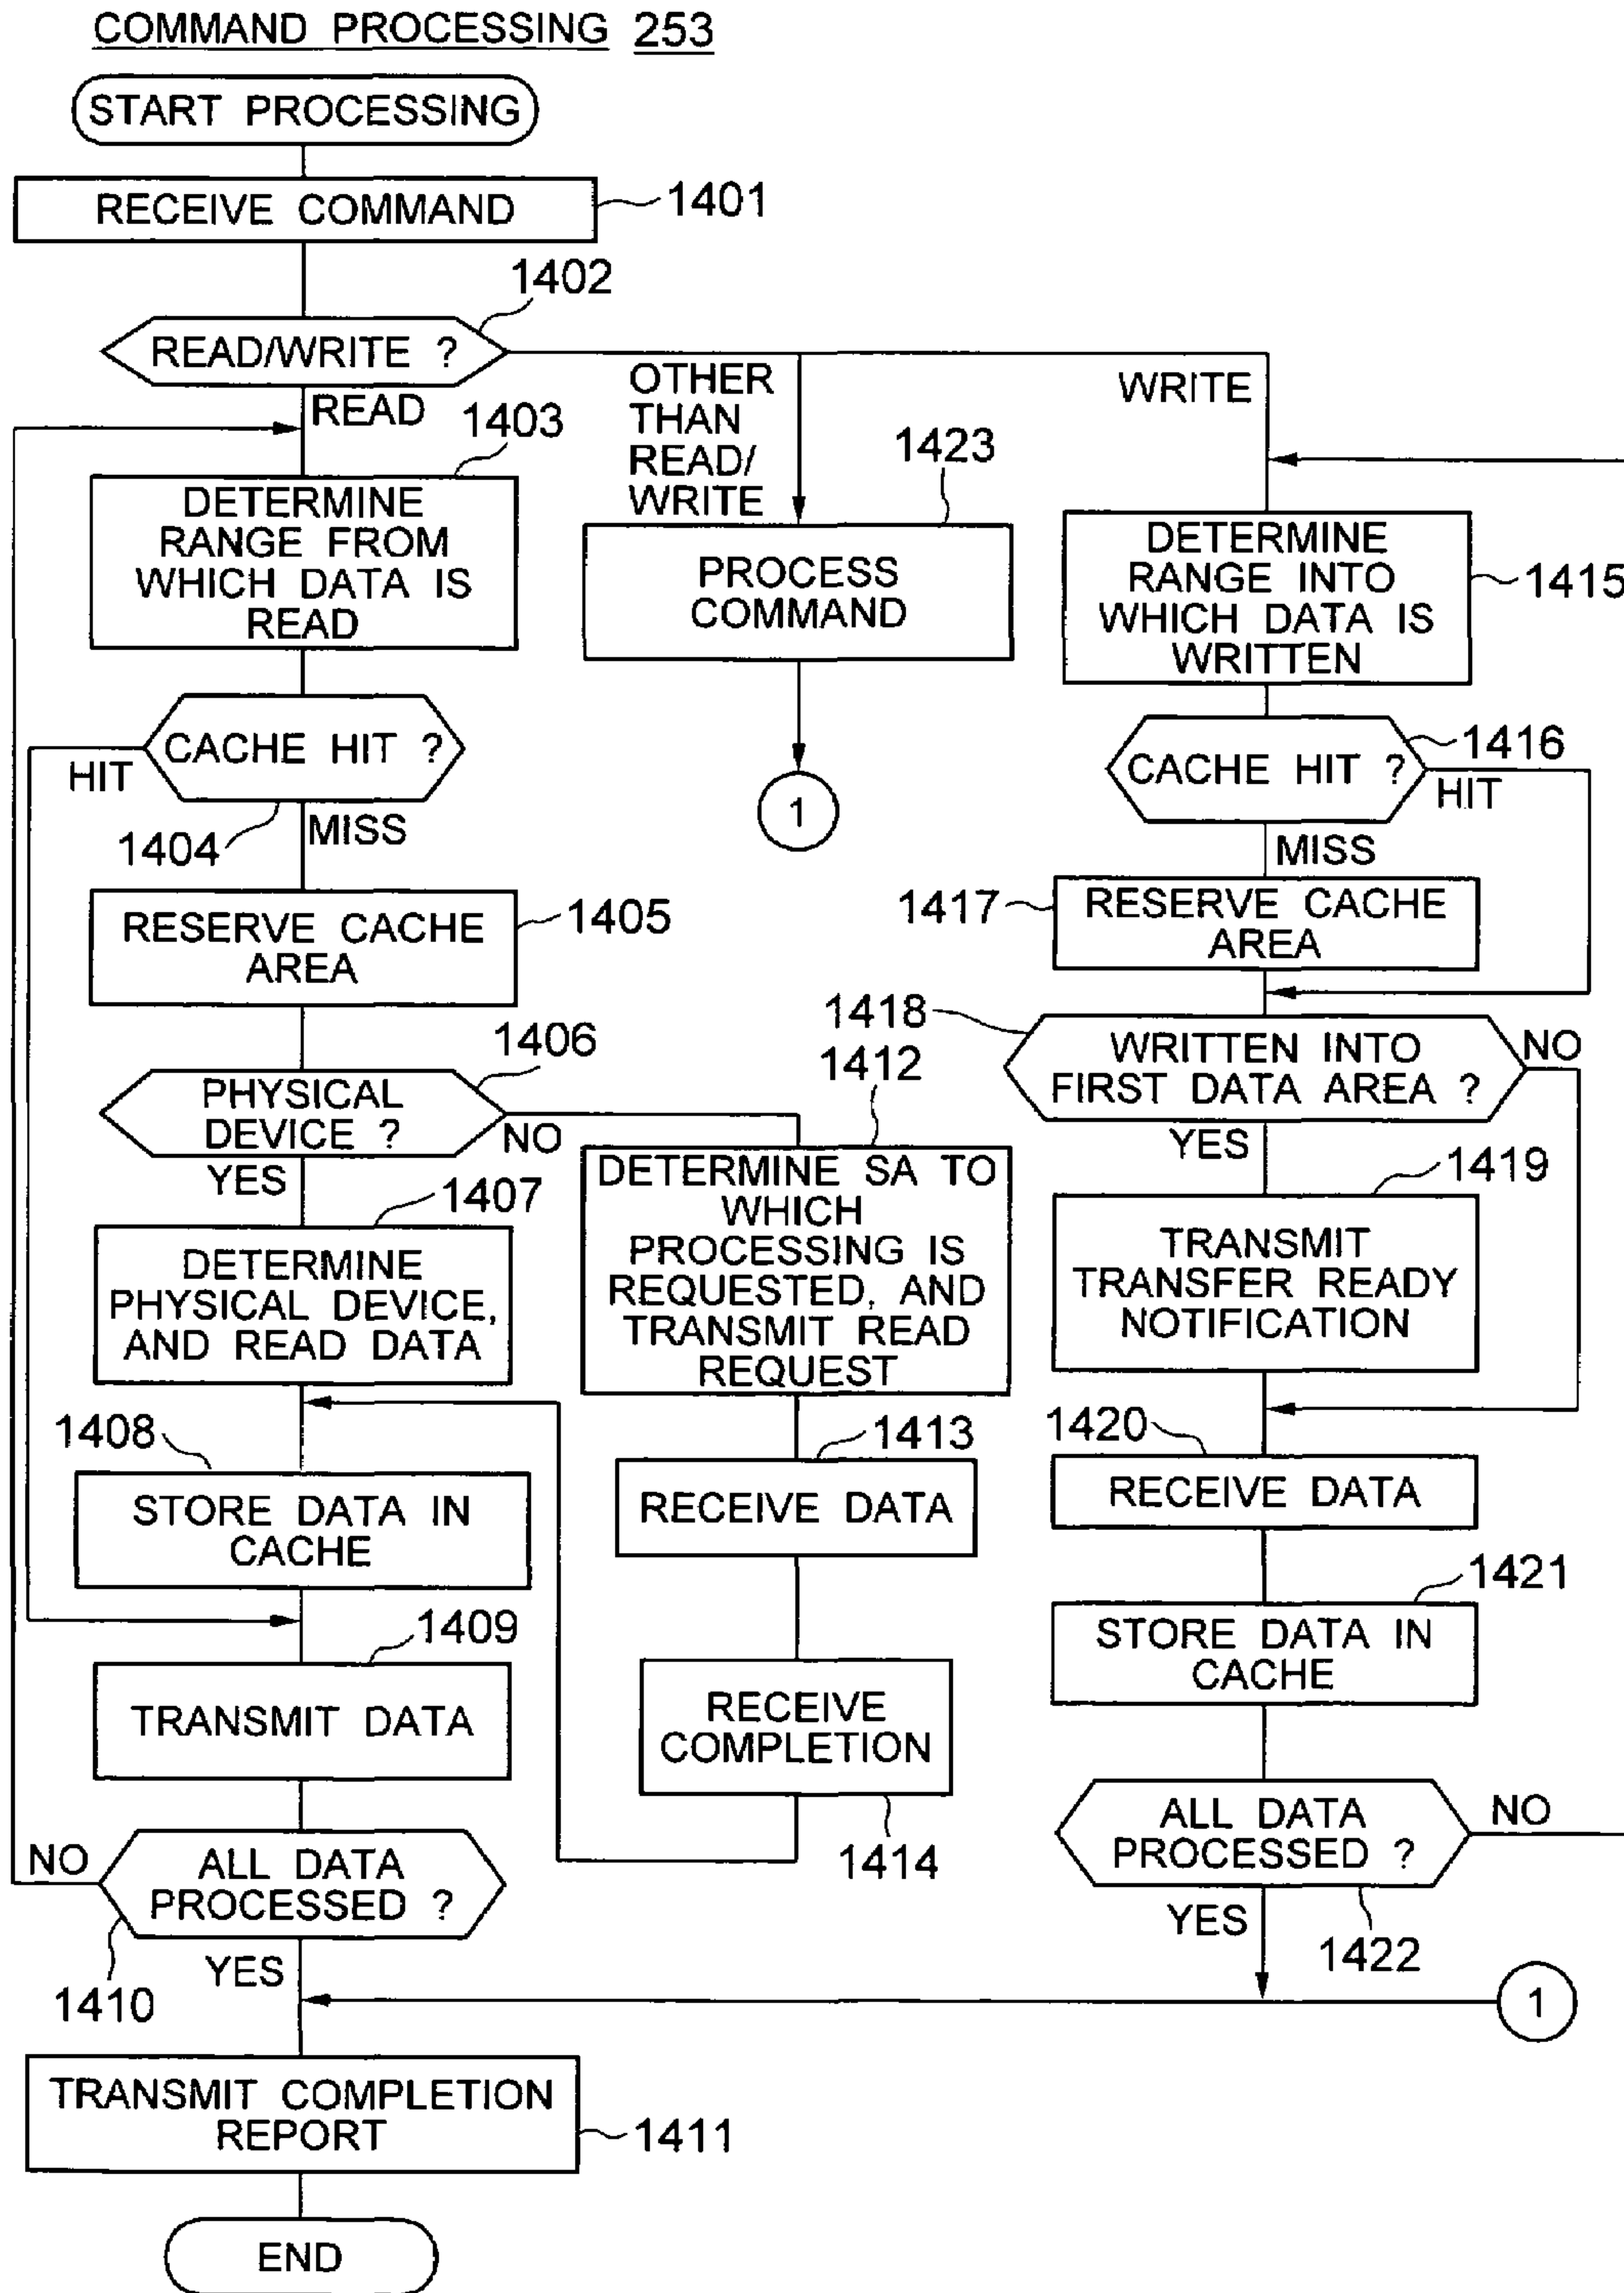 COMMAND PROCESSING 253
START PROCESSING
RECEIVE COMMAND
1401
1402
READ/WRITE ?
READ
OTHER
THAN
READ/
WRITE
WRITE
1403
DETERMINE
RANGE FROM
WHICH DATA IS
READ
1423
PROCESS
COMMAND
1
DETERMINE
RANGE INTO
WHICH DATA IS
WRITTEN
1415
CACHE HIT ?
HIT
1404
MISS
CACHE HIT ?
1416
HIT
MISS
RESERVE CACHE
AREA
1405
1417
RESERVE CACHE
AREA
1406
PHYSICAL
DEVICE ?
NO
YES
1412
DETERMINE SA TO
WHICH
PROCESSING IS
REQUESTED, AND
TRANSMIT READ
REQUEST
1418
WRITTEN INTO
FIRST DATA AREA ?
NO
YES
1407
DETERMINE
PHYSICAL DEVICE,
AND READ DATA
1419
TRANSMIT
TRANSFER READY
NOTIFICATION
1408
STORE DATA IN
CACHE
1413
RECEIVE DATA
1420
RECEIVE DATA
1409
TRANSMIT DATA
RECEIVE
COMPLETION
1414
1421
STORE DATA IN
CACHE
NO
ALL DATA
PROCESSED ?
1410
YES
ALL DATA
PROCESSED ?
NO
YES
1422
1
TRANSMIT COMPLETION
REPORT
1411
END